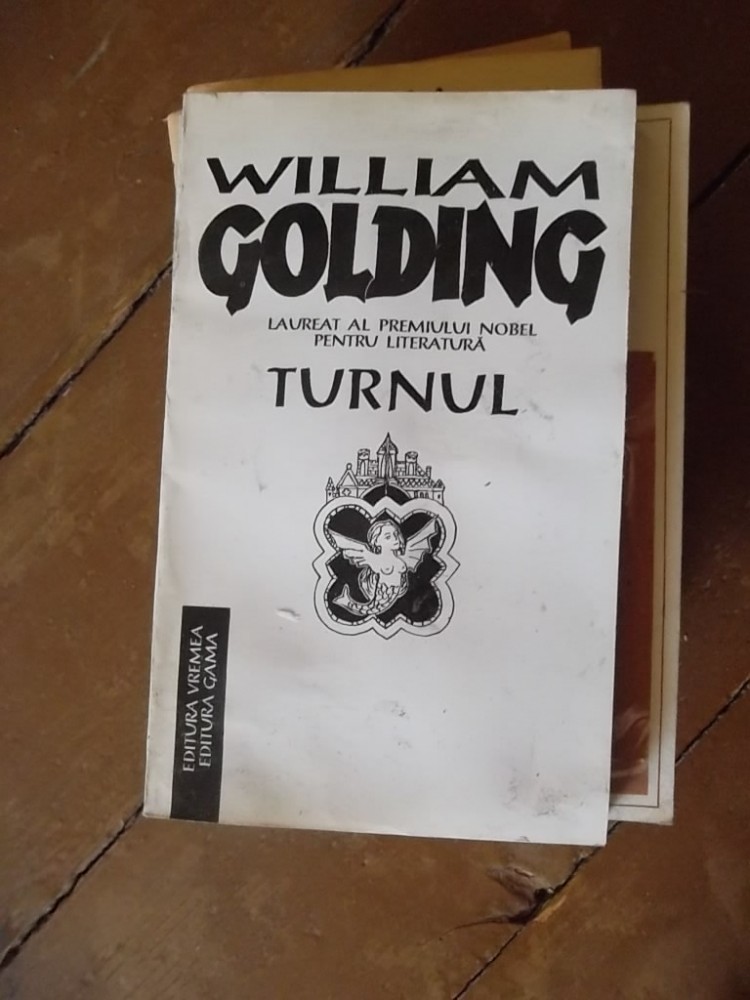 WILLIAM
GOLDING
LAUREAT AL PREMIULUI NOBEL
PENTRU LITERATURĂ
TURNUL
EDITURA VREMEA
EDITURA GAMA